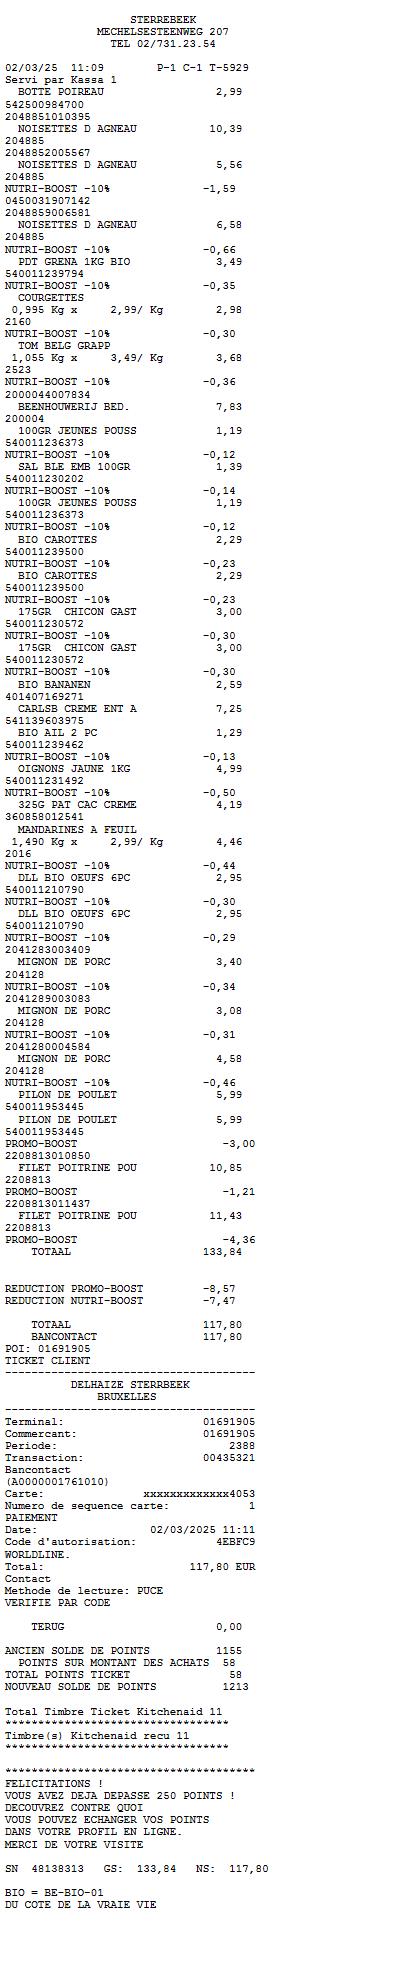 STERREBEEK
MECHELSESTEENWEG 207
TEL 02/731.23.54
02/03/25 11:09 P-1 C-1 T-5929
Servi par Kassa 1
BOTTE POIREAU 2,99
542500984700
2048851010395
NOISETTES D AGNEAU 10,39
204885
2048852005567
NOISETTES D AGNEAU 5,56
204885
NUTRI-BOOST -10% -1,59
0450031907142
2048859006581
NOISETTES D AGNEAU 6,58
204885
NUTRI-BOOST -10% -0,66
PDT GRENA 1KG BIO 3,49
540011239794
NUTRI-BOOST -10% -0,35
COURGETTES
0,995 Kg x 2,99/ Kg 2,98
2160
NUTRI-BOOST -10% -0,30
TOM BELG GRAPP
1,055 Kg x 3,49/ Kg 3,68
2523
NUTRI-BOOST -10% -0,36
2000044007834
BEENHOUWERIJ BED. 7,83
200004
100GR JEUNES POUSS 1,19
540011236373
NUTRI-BOOST -10% -0,12
SAL BLE EMB 100GR 1,39
540011230202
NUTRI-BOOST -10% -0,14
100GR JEUNES POUSS 1,19
540011236373
NUTRI-BOOST -10% -0,12
BIO CAROTTES 2,29
540011239500
NUTRI-BOOST -10% -0,23
BIO CAROTTES 2,29
540011239500
NUTRI-BOOST -10% -0,23
175GR CHICON GAST 3,00
540011230572
NUTRI-BOOST -10% -0,30
175GR CHICON GAST 3,00
540011230572
NUTRI-BOOST -10% -0,30
BIO BANANEN 2,59
401407169271
CARLSB CREME ENT A 7,25
541139603975
BIO AIL 2 PC 1,29
540011239462
NUTRI-BOOST -10% -0,13
OIGNONS JAUNE 1KG 4,99
540011231492
NUTRI-BOOST -10% -0,50
325G PAT CAC CREME 4,19
360858012541
MANDARINES A FEUIL
1,490 Kg x 2,99/ Kg 4,46
2016
NUTRI-BOOST -10% -0,44
DLL BIO OEUFS 6PC 2,95
540011210790
NUTRI-BOOST -10% -0,30
DLL BIO OEUFS 6PC 2,95
540011210790
NUTRI-BOOST -10% -0,29
2041283003409
MIGNON DE PORC 3,40
204128
NUTRI-BOOST -10% -0,34
2041289003083
MIGNON DE PORC 3,08
204128
NUTRI-BOOST -10% -0,31
2041280004584
MIGNON DE PORC 4,58
204128
NUTRI-BOOST -10% -0,46
PILON DE POULET 5,99
540011953445
PILON DE POULET 5,99
540011953445
PROMO-BOOST -3,00
2208813010850
FILET POITRINE POU 10,85
2208813
PROMO-BOOST -1,21
2208813011437
FILET POITRINE POU 11,43
2208813
PROMO-BOOST -4,36
TOTAAL 133,84
REDUCTION PROMO-BOOST -8,57
REDUCTION NUTRI-BOOST -7,47
TOTAAL 117,80
BANCONTACT 117,80
POI: 01691905
TICKET CLIENT
--------------------------------------
DELHAIZE STERRBEEK
BRUXELLES
--------------------------------------
Terminal: 01691905
Commercant: 01691905
Periode: 2388
Transaction: 00435321
Bancontact
(A0000001761010)
Carte: xxxxxxxxxxxxx4053
Numero de sequence carte: 1
PAIEMENT
Date: 02/03/2025 11:11
Code d'autorisation: 4EBFC9
WORLDLINE.
Total: 117,80 EUR
Contact
Methode de lecture: PUCE
VERIFIE PAR CODE
TERUG 0,00
ANCIEN SOLDE DE POINTS 1155
POINTS SUR MONTANT DES ACHATS 58
TOTAL POINTS TICKET 58
NOUVEAU SOLDE DE POINTS 1213
Total Timbre Ticket Kitchenaid 11
**********************************
Timbre(s) Kitchenaid recu 11
**********************************
**************************************
FELICITATIONS !
VOUS AVEZ DEJA DEPASSE 250 POINTS !
DECOUVREZ CONTRE QUOI
VOUS POUVEZ ECHANGER VOS POINTS
DANS VOTRE PROFIL EN LIGNE.
MERCI DE VOTRE VISITE
SN 48138313 GS: 133,84 NS: 117,80
BIO = BE-BIO-01
DU COTE DE LA VRAIE VIE